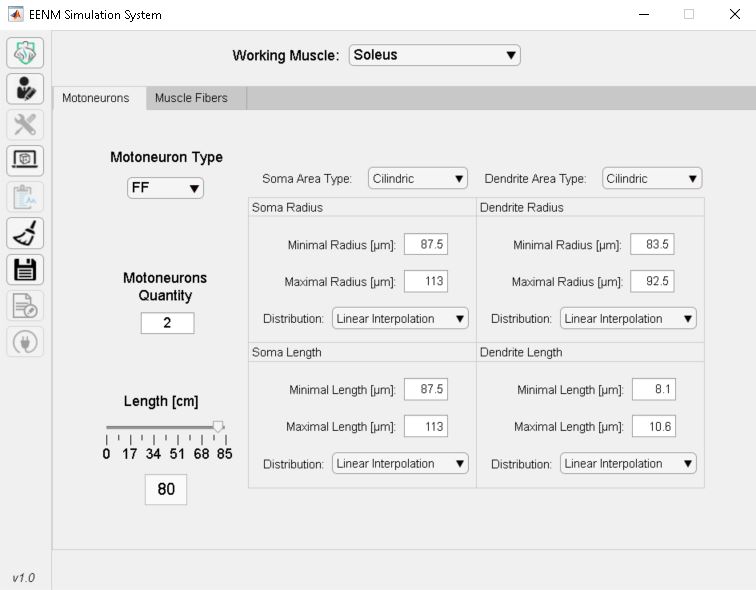 EENM Simulation System
Working Muscle: Soleus
Motoneurons Muscle Fibers
Motoneuron Type
FF
Motoneurons
Quantity
2
Length [cm]
0 17 34 51 68 85
80
Soma Area Type: Cilindric
Dendrite Area Type: Cilindric
Soma Radius
Minimal Radius [µm]: 87.5
Maximal Radius [µm]: 113
Distribution: Linear Interpolation
Dendrite Radius
Minimal Radius [µm]: 83.5
Maximal Radius [µm]: 92.5
Distribution: Linear Interpolation
Soma Length
Minimal Length [µm]: 87.5
Maximal Length [µm]: 113
Distribution: Linear Interpolation
Dendrite Length
Minimal Length [µm]: 8.1
Maximal Length [µm]: 10.6
Distribution: Linear Interpolation
v1.0